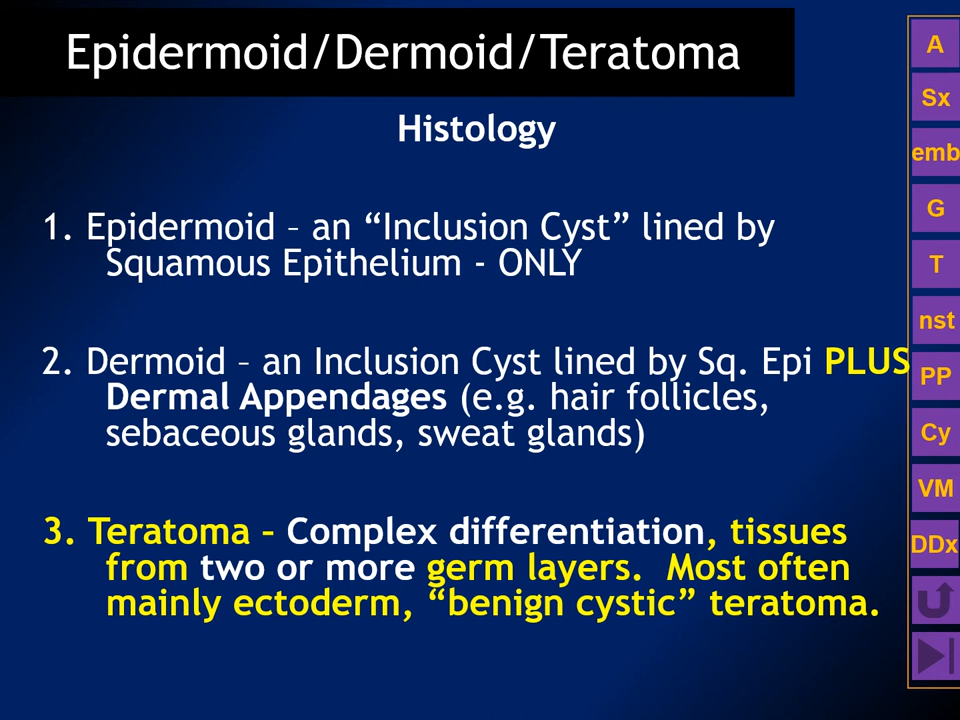 Epidermoid/Dermoid/Teratoma
Histology
1. Epidermoid – an “Inclusion Cyst” lined by
Squamous Epithelium - ONLY
2. Dermoid – an Inclusion Cyst lined by Sq. Epi PLUS
Dermal Appendages (e.g. hair follicles,
sebaceous glands, sweat glands)
3. Teratoma – Complex differentiation, tissues
from two or more germ layers.  Most often
mainly ectoderm, “benign cystic” teratoma.
A
Sx
emb
G
T
nst
PP
Cy
VM
DDx